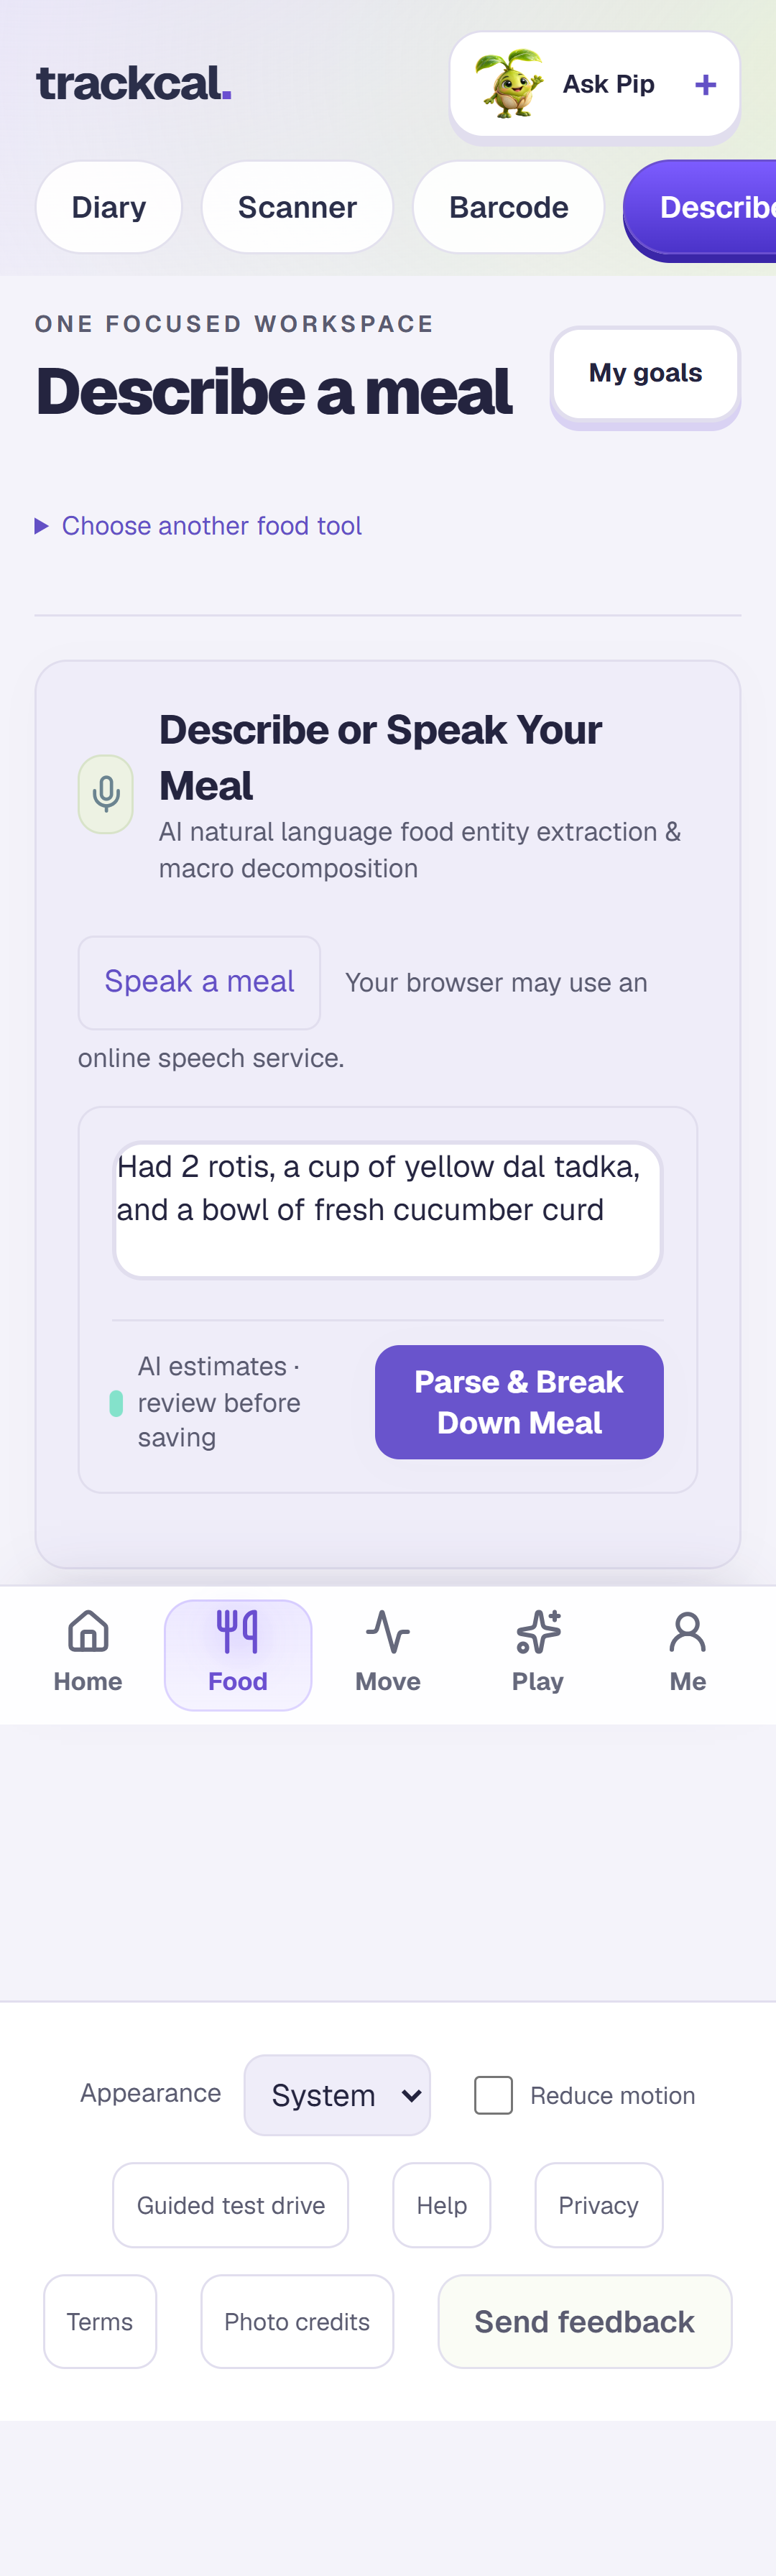 trackcal.
Ask Pip +
Diary
Scanner
Barcode
Describe
ONE FOCUSED WORKSPACE
Describe a meal
My goals
Choose another food tool
Describe or Speak Your
Meal
AI natural language food entity extraction &
macro decomposition
Speak a meal
Your browser may use an
online speech service.
Had 2 rotis, a cup of yellow dal tadka,
and a bowl of fresh cucumber curd
AI estimates ·
review before
saving
Parse & Break
Down Meal
Home
Food
Move
Play
Me
Appearance
System
Reduce motion
Guided test drive
Help
Privacy
Terms
Photo credits
Send feedback